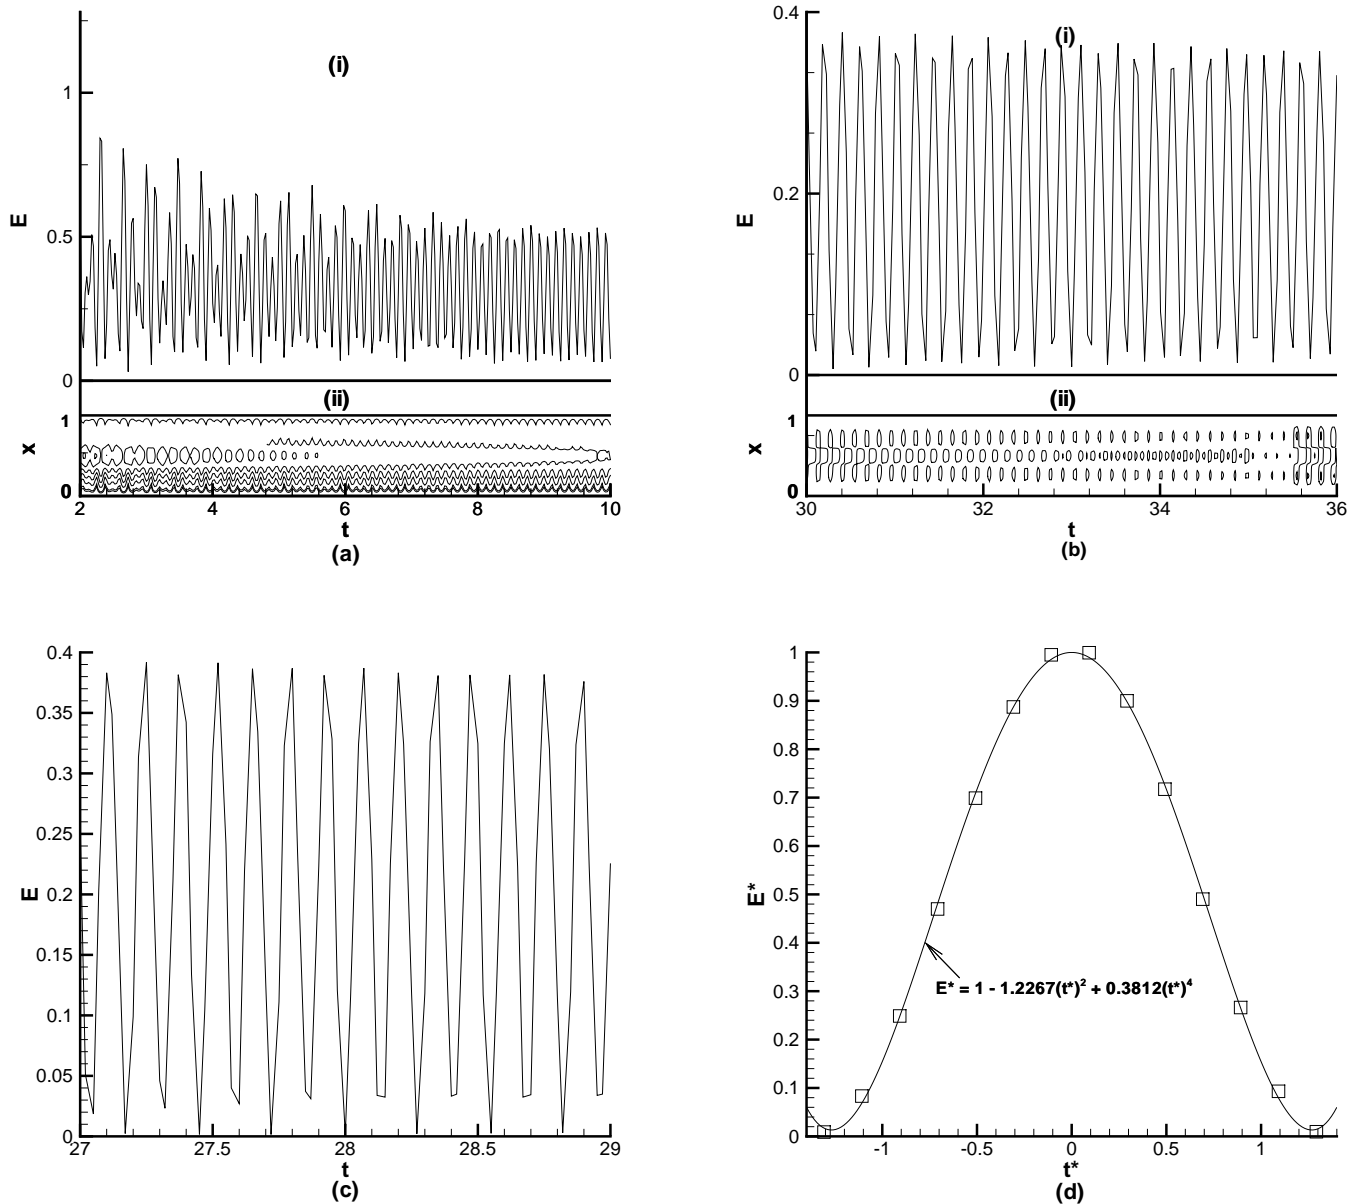 (i)
1
E
0.5
0
(ii)
1
x
0
2 4 6 8 10
t
(a)
0.4
(i)
E
0.2
0
(ii)
1
x
0
30 32 34 36
t
(b)
0.4
0.35
0.3
0.25
E
0.2
0.15
0.1
0.05
0
27 27.5 28 28.5 29
t
(c)
1
0.9
0.8
0.7
0.6
E*
0.5
0.4
E* = 1 - 1.2267(t*)² + 0.3812(t*)⁴
0.3
0.2
0.1
0
-1 -0.5 0 0.5 1
t*
(d)